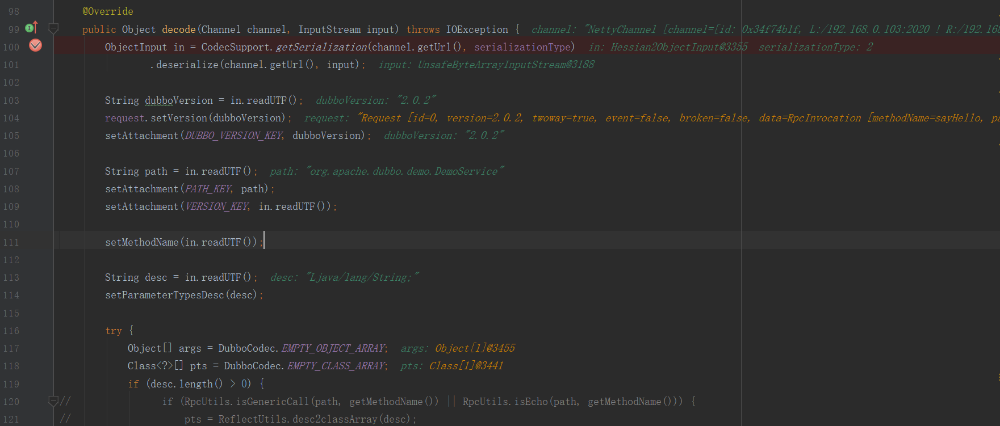 98 @Override
99 public Object decode(Channel channel, InputStream input) throws IOException { channel: "NettyChannel [channel=[id: 0x34f74b1f, L:/192.168.0.103:2020 ! R:/192.168
100 ObjectInput in = CodecSupport.getSerialization(channel.getUrl(), serializationType) in: Hessian2ObjectInput@3355 serializationType: 2
101 .deserialize(channel.getUrl(), input); input: UnsafeByteArrayInputStream@3188
102
103 String dubboVersion = in.readUTF(); dubboVersion: "2.0.2"
104 request.setVersion(dubboVersion); request: "Request [id=0, version=2.0.2, twoway=true, event=false, broken=false, data=RpcInvocation [methodName=sayHello, pa
105 setAttachment(DUBBO_VERSION_KEY, dubboVersion); dubboVersion: "2.0.2"
106
107 String path = in.readUTF(); path: "org.apache.dubbo.demo.DemoService"
108 setAttachment(PATH_KEY, path);
109 setAttachment(VERSION_KEY, in.readUTF());
110
111 setMethodName(in.readUTF());
112
113 String desc = in.readUTF(); desc: "Ljava/lang/String;"
114 setParameterTypesDesc(desc);
115
116 try {
117 Object[] args = DubboCodec.EMPTY_OBJECT_ARRAY; args: Object[1]@3455
118 Class<?>[] pts = DubboCodec.EMPTY_CLASS_ARRAY; pts: Class[1]@3441
119 if (desc.length() > 0) {
120 // if (RpcUtils.isGenericCall(path, getMethodName()) || RpcUtils.isEcho(path, getMethodName())) {
121 // pts = ReflectUtils.desc2classArray(desc);